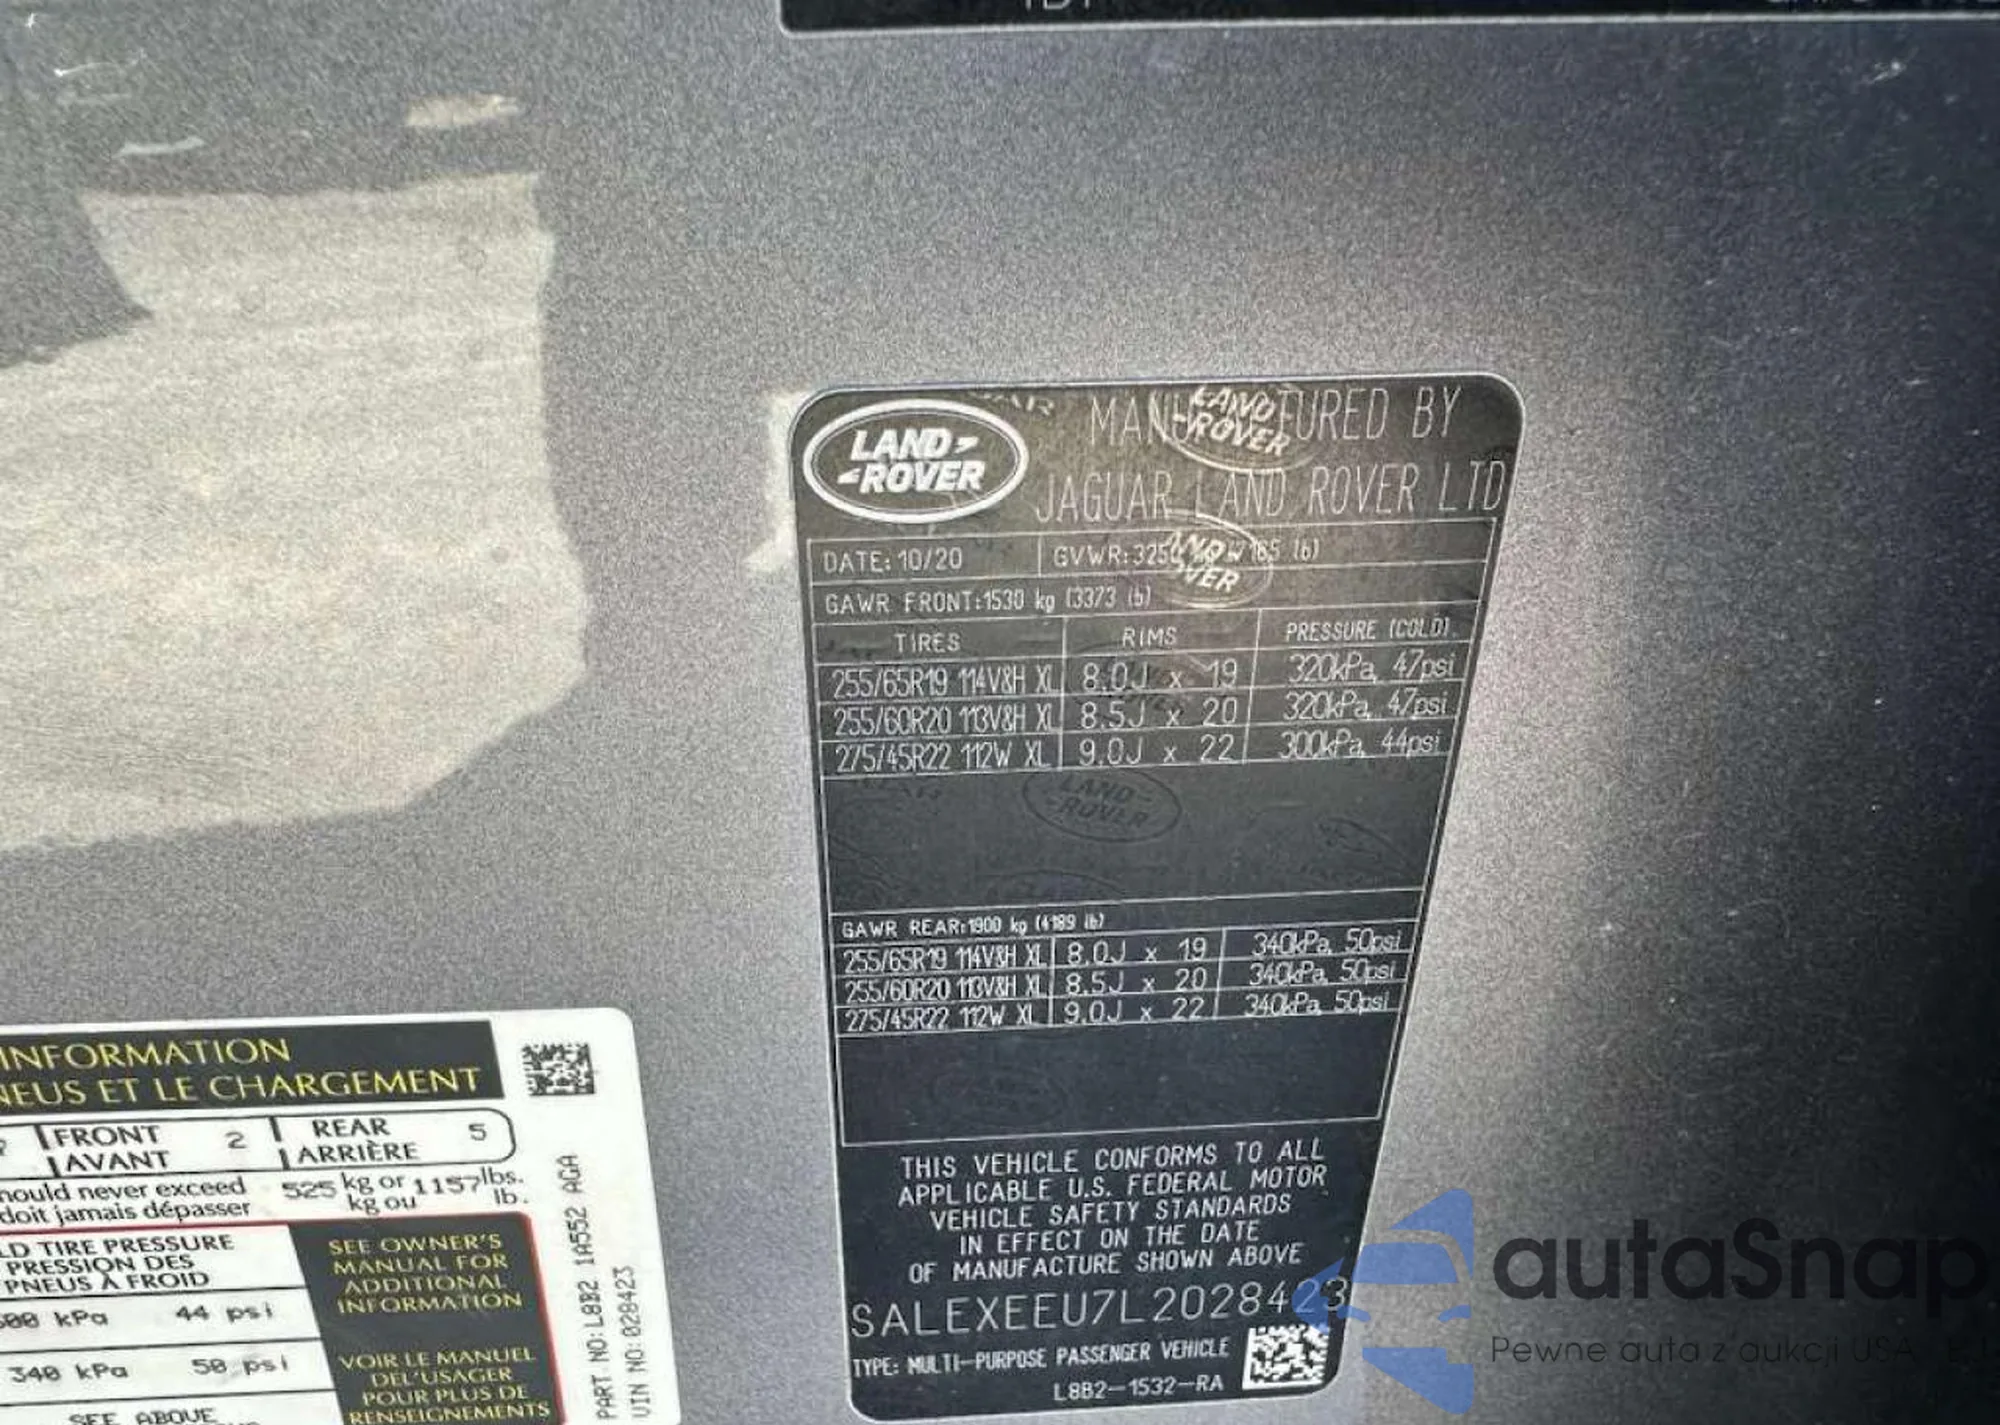 LAND
ROVER
MANUFACTURED BY
JAGUAR LAND ROVER LTD
DATE: 10/20
GAWR FRONT:1530 kg (3373 lb)
TIRES RIMS PRESSURE (COLD)
255/65R19 114V&H XL 8.0J x 19 320kPa, 47psi
255/60R20 113V&H XL 8.5J x 20 320kPa, 47psi
275/45R22 112W XL 9.0J x 22 300kPa, 44psi
GAWR REAR:1900 kg (4189 lb)
255/65R19 114V&H XL 8.0J x 19 340kPa, 50psi
255/60R20 113V&H XL 8.5J x 20 340kPa, 50psi
275/45R22 112W XL 9.0J x 22 340kPa, 50psi
THIS VEHICLE CONFORMS TO ALL
APPLICABLE U.S. FEDERAL MOTOR
VEHICLE SAFETY STANDARDS
IN EFFECT ON THE DATE
OF MANUFACTURE SHOWN ABOVE
SALEXEEU7L2028423
TYPE: MULTI-PURPOSE PASSENGER VEHICLE
L8B2-1532-RA
INFORMATION
NEUS ET LE CHARGEMENT
FRONT 2 REAR 5
AVANT ARRIÈRE
hould never exceed 525 kg or 1157 lbs.
doit jamais dépasser kg ou lb.
LD TIRE PRESSURE
PRESSION DES
PNEUS À FROID
44 psi
340 kPa 50 psi
SEE ABOVE
SEE OWNER'S
MANUAL FOR
ADDITIONAL
INFORMATION
VOIR LE MANUEL
DEL'USAGER
POUR PLUS DE
RENSEIGNEMENTS
PART NO:L8B2 1A552 AGA
VIN NO:028423
autaSnap
Pewne auta z aukcji USA